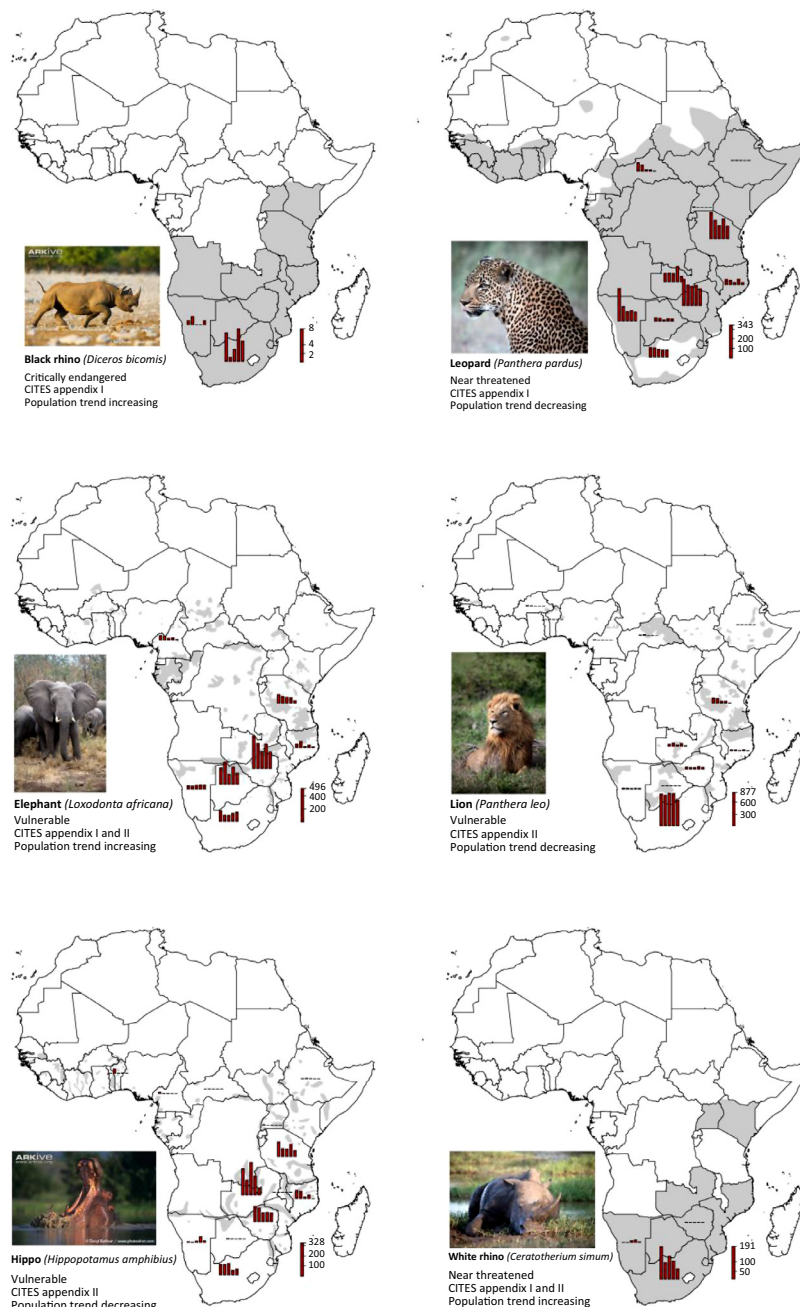 ARKive
Black rhino (Diceros bicornis)
Critically endangered
CITES appendix I
Population trend increasing
8
4
2
Leopard (Panthera pardus)
Near threatened
CITES appendix I
Population trend decreasing
343
200
100
Elephant (Loxodonta africana)
Vulnerable
CITES appendix I and II
Population trend increasing
496
400
200
Lion (Panthera leo)
Vulnerable
CITES appendix II
Population trend decreasing
877
600
300
ARKive
Hippo (Hippopotamus amphibius)
Vulnerable
CITES appendix II
Population trend decreasing
328
200
100
White rhino (Ceratotherium simum)
Near threatened
CITES appendix I and II
Population trend increasing
191
100
50